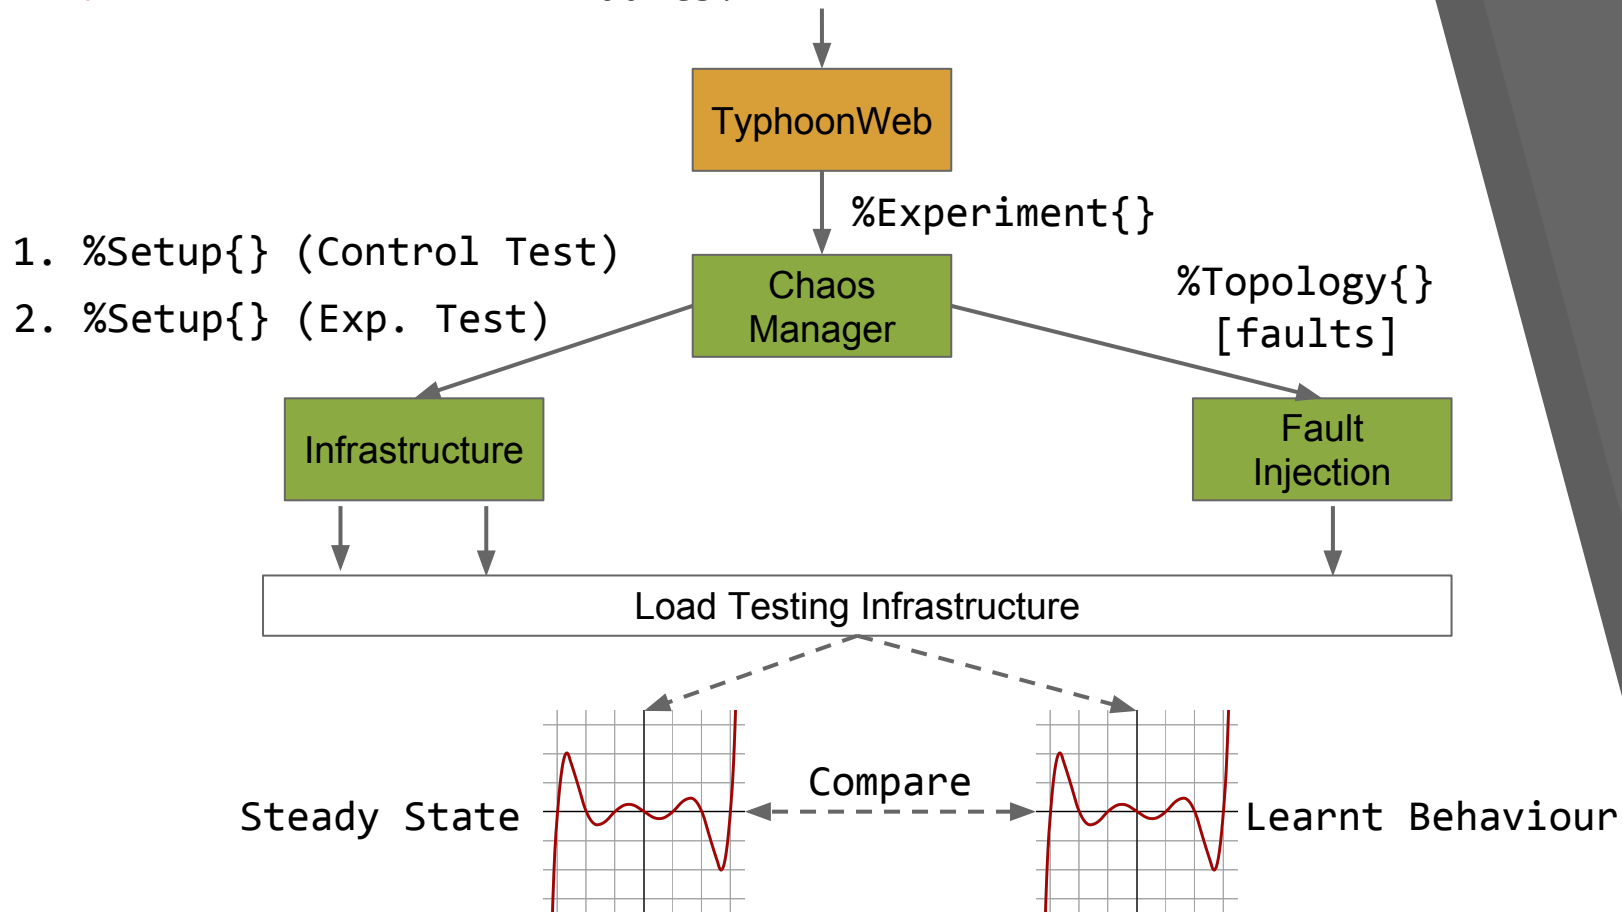 TyphoonWeb
%Experiment{}
1. %Setup{} (Control Test)
2. %Setup{} (Exp. Test)
Chaos
Manager
%Topology{}
[faults]
Infrastructure
Fault
Injection
Load Testing Infrastructure
Compare
Steady State
Learnt Behaviour